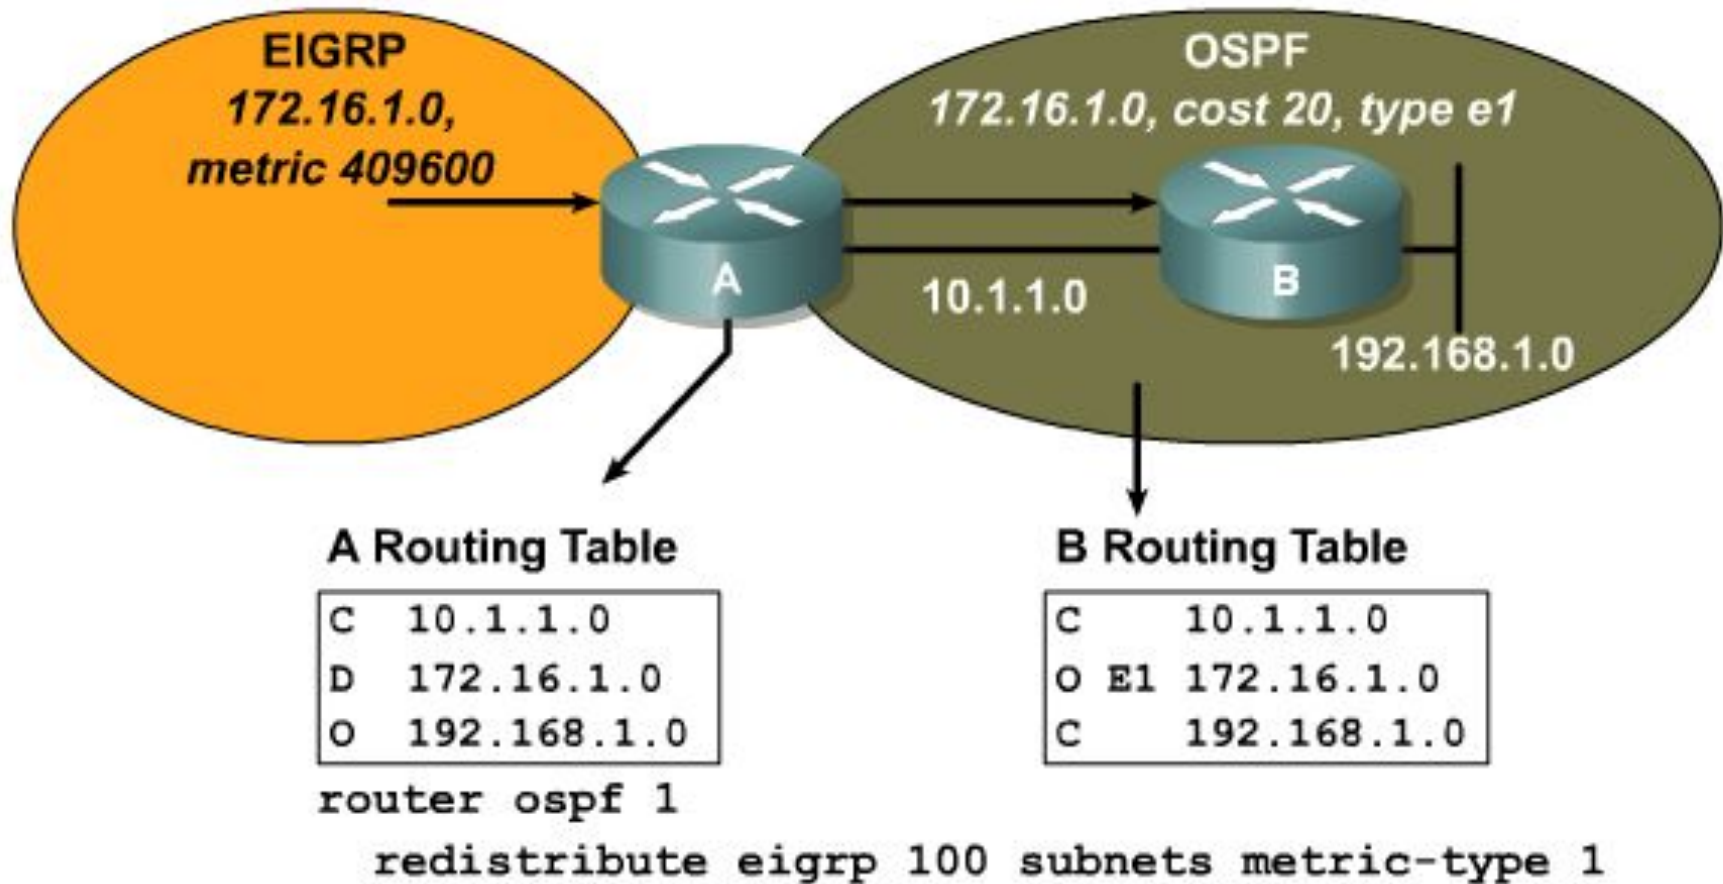 EIGRP
172.16.1.0,
metric 409600
OSPF
172.16.1.0, cost 20, type e1
A
10.1.1.0
B
192.168.1.0
A Routing Table
C 10.1.1.0
D 172.16.1.0
O 192.168.1.0
B Routing Table
C 10.1.1.0
O E1 172.16.1.0
C 192.168.1.0
router ospf 1
redistribute eigrp 100 subnets metric-type 1